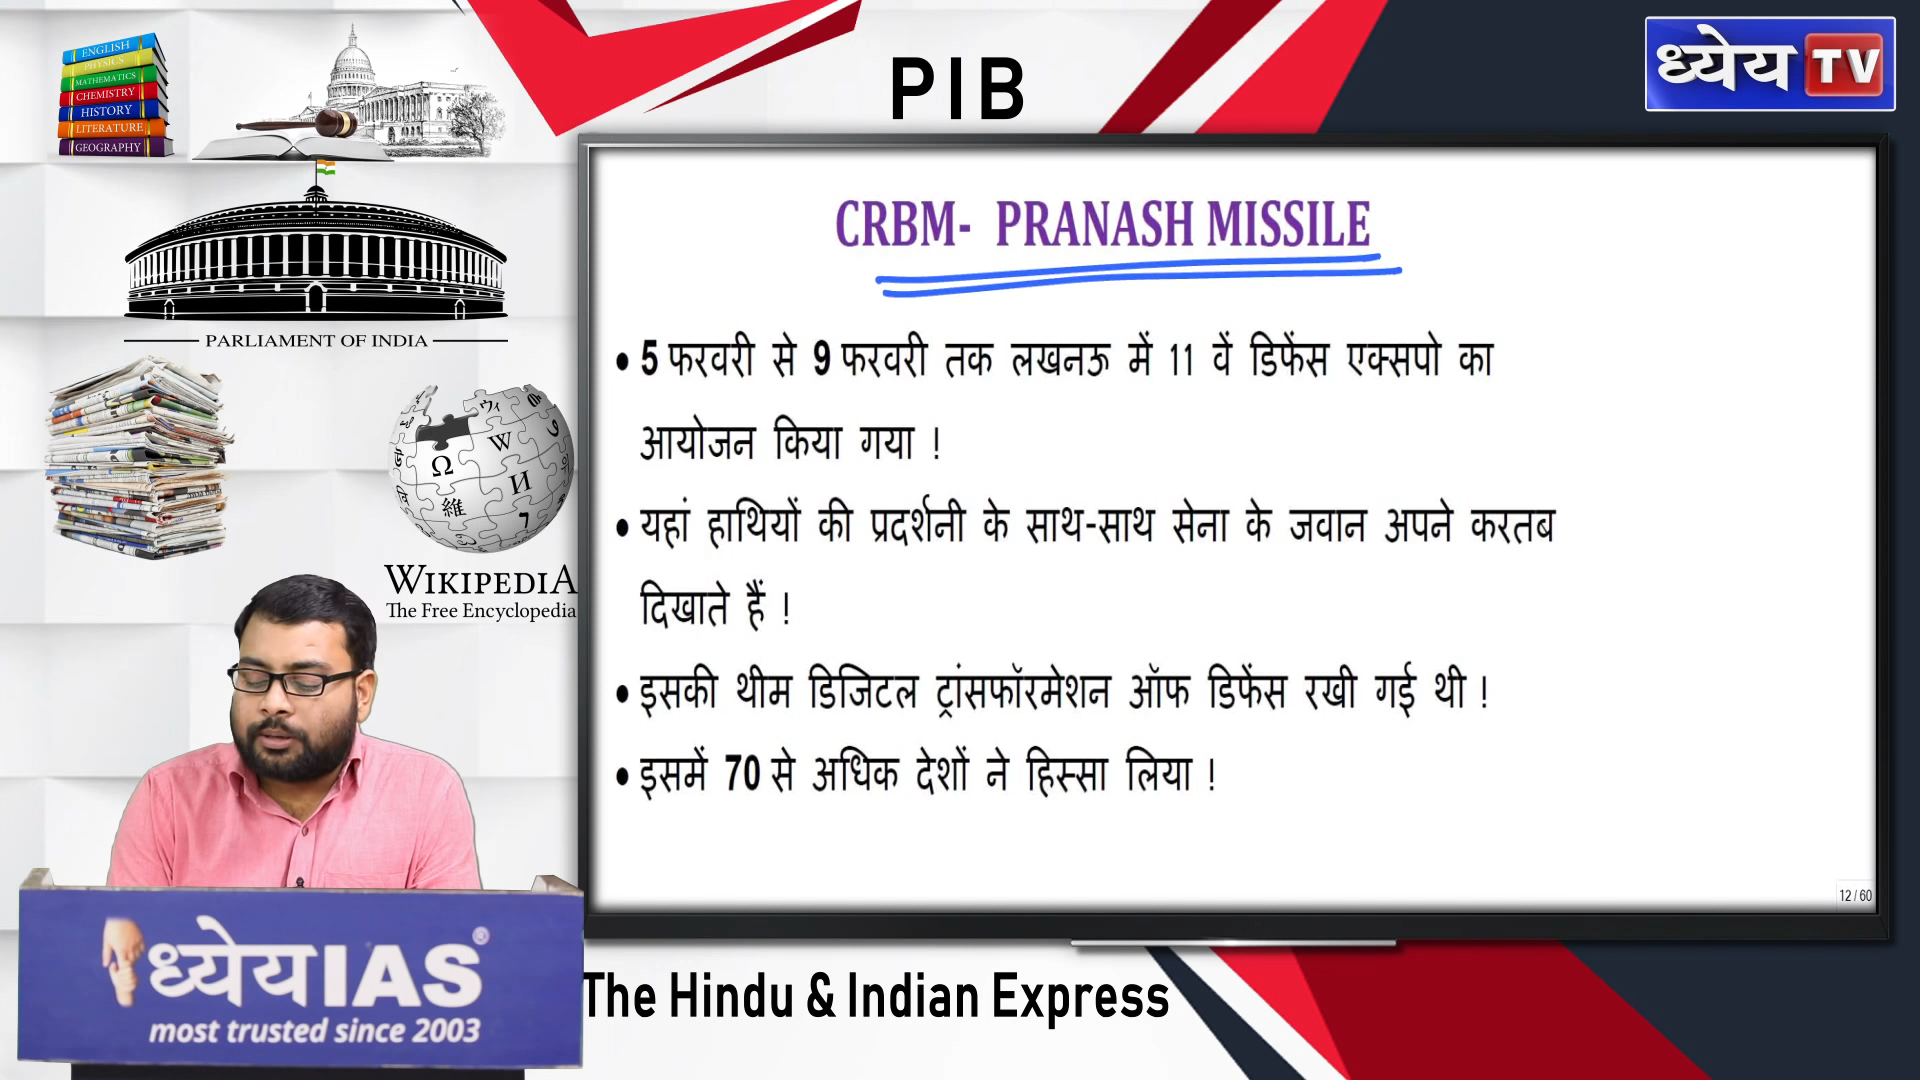 PIB
ध्येय TV
ENGLISH
PHYSICS
MATHEMATICS
CHEMISTRY
HISTORY
LITERATURE
GEOGRAPHY
PARLIAMENT OF INDIA
Ω
W
И
維
7
WIKIPEDIA
The Free Encyclopedia
CRBM- PRANASH MISSILE
• 5 फरवरी से 9 फरवरी तक लखनऊ में 11 वें डिफेंस एक्सपो का
आयोजन किया गया !
• यहां हाथियों की प्रदर्शनी के साथ-साथ सेना के जवान अपने करतब
दिखाते हैं !
• इसकी थीम डिजिटल ट्रांसफॉरमेशन ऑफ डिफेंस रखी गई थी !
• इसमें 70 से अधिक देशों ने हिस्सा लिया !
12 / 60
ध्येय IAS®
most trusted since 2003
The Hindu & Indian Express